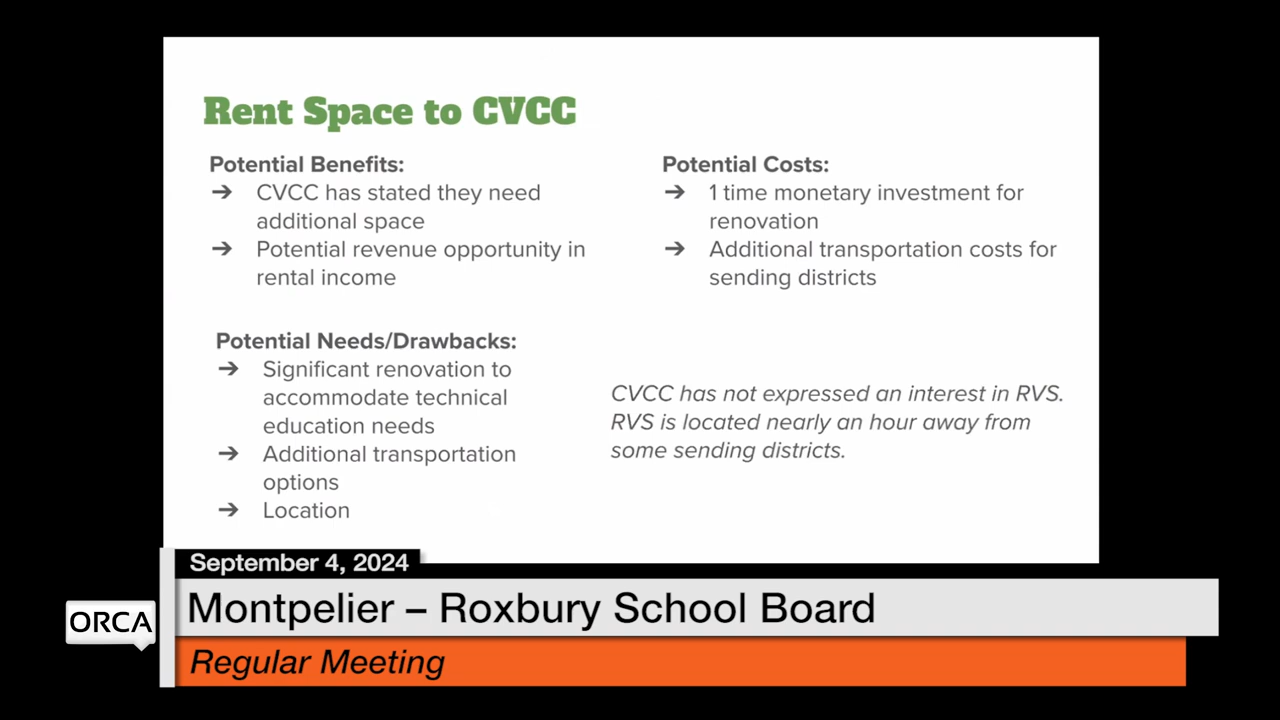 Rent Space to CVCC
Potential Benefits:
➔ CVCC has stated they need
additional space
➔ Potential revenue opportunity in
rental income
Potential Costs:
➔ 1 time monetary investment for
renovation
➔ Additional transportation costs for
sending districts
Potential Needs/Drawbacks:
➔ Significant renovation to
accommodate technical
education needs
➔ Additional transportation
options
➔ Location
CVCC has not expressed an interest in RVS.
RVS is located nearly an hour away from
some sending districts.
September 4, 2024
ORCA
Montpelier – Roxbury School Board
Regular Meeting